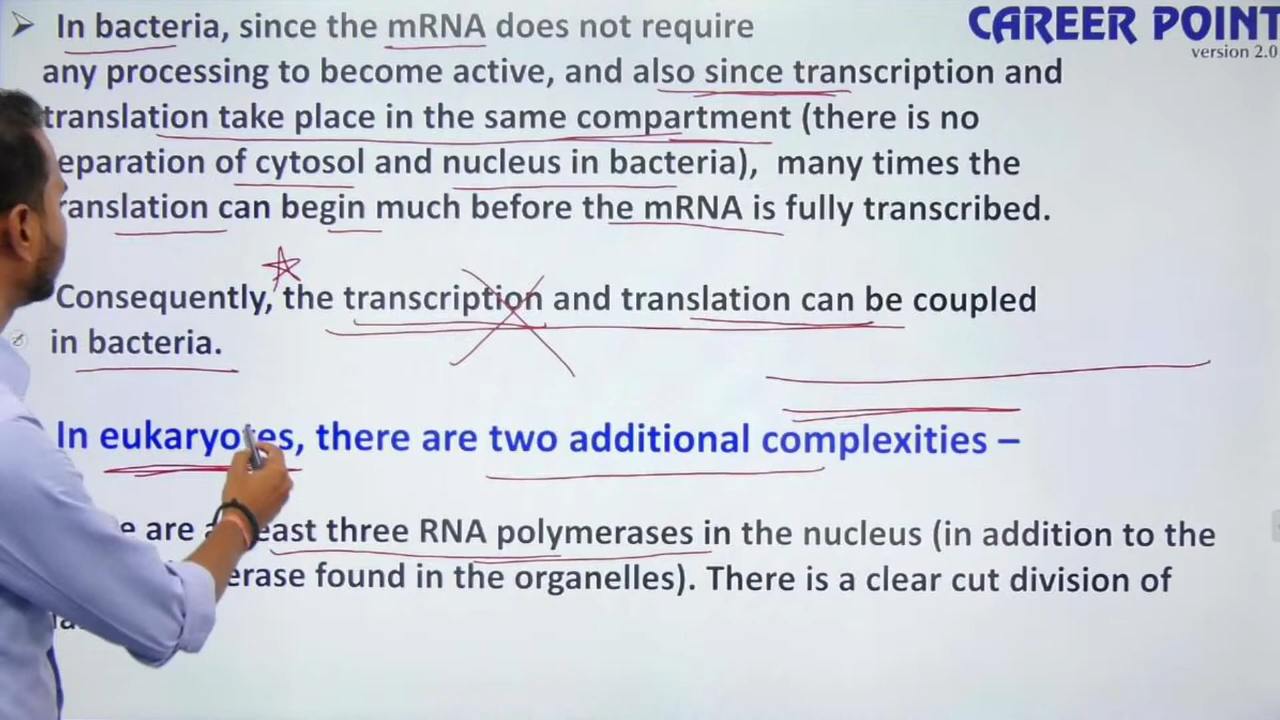 In bacteria, since the mRNA does not require
CAREER POINT
version 2.0
any processing to become active, and also since transcription and
translation take place in the same compartment (there is no
eparation of cytosol and nucleus in bacteria), many times the
ranslation can begin much before the mRNA is fully transcribed.
Consequently, the transcription and translation can be coupled
in bacteria.
In eukaryotes, there are two additional complexities –
e are a east three RNA polymerases in the nucleus (in addition to the
erase found in the organelles). There is a clear cut division of